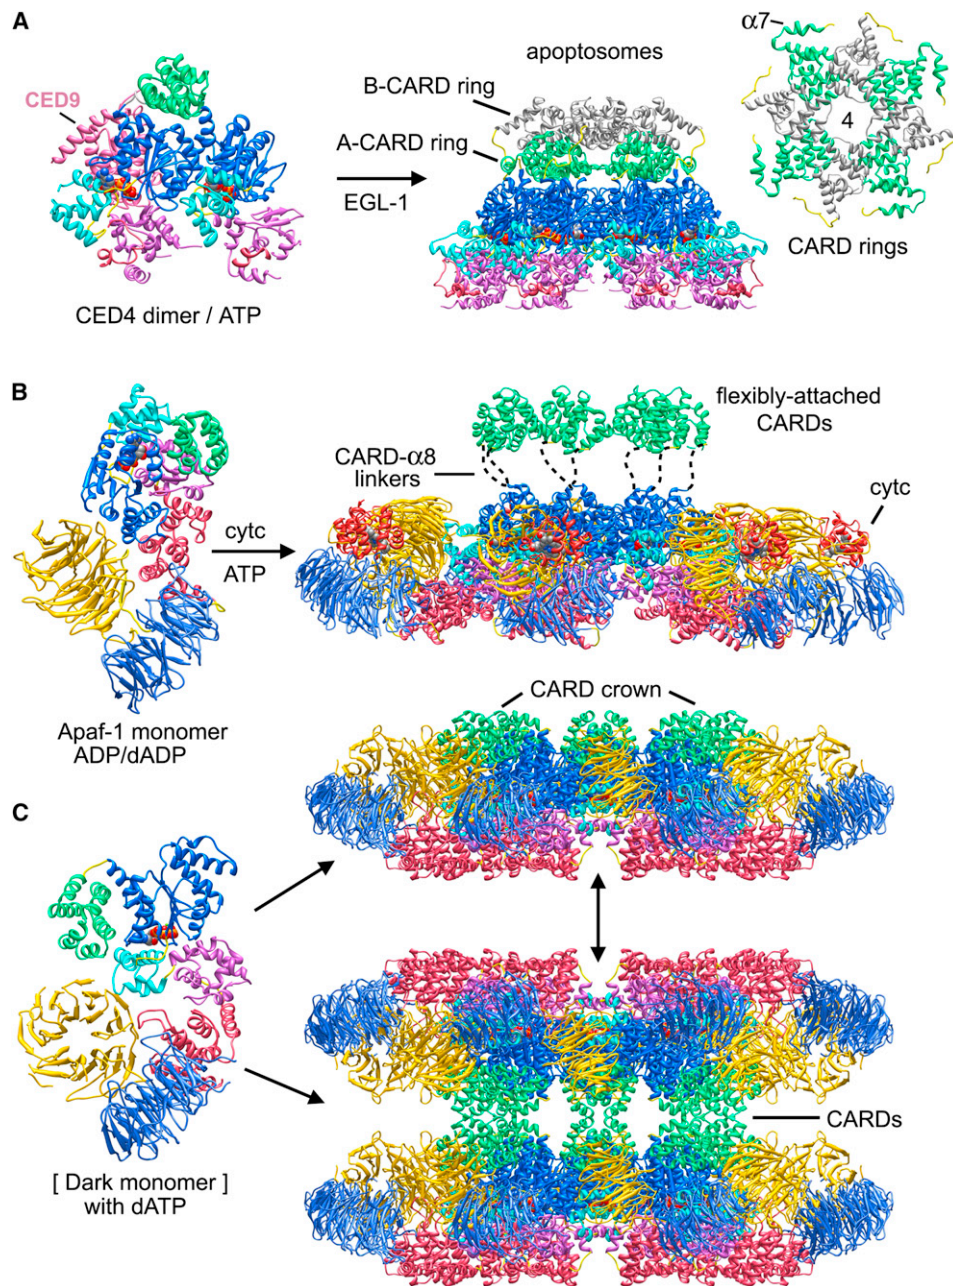 A
CED9
CED4 dimer / ATP
EGL-1
apoptosomes
B-CARD ring
A-CARD ring
α7
4
CARD rings
B
Apaf-1 monomer
ADP/dADP
cytc
ATP
flexibly-attached
CARDs
CARD-α8
linkers
cytc
CARD crown
C
[ Dark monomer ]
with dATP
CARDs